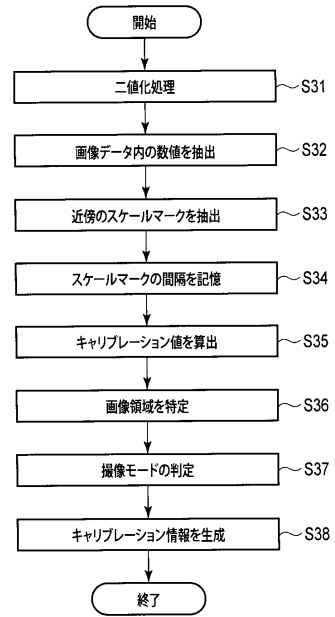 開始
二値化処理 S31
画像データ内の数値を抽出 S32
近傍のスケールマークを抽出 S33
スケールマークの間隔を記憶 S34
キャリブレーション値を算出 S35
画像領域を特定 S36
撮像モードの判定 S37
キャリブレーション情報を生成 S38
終了